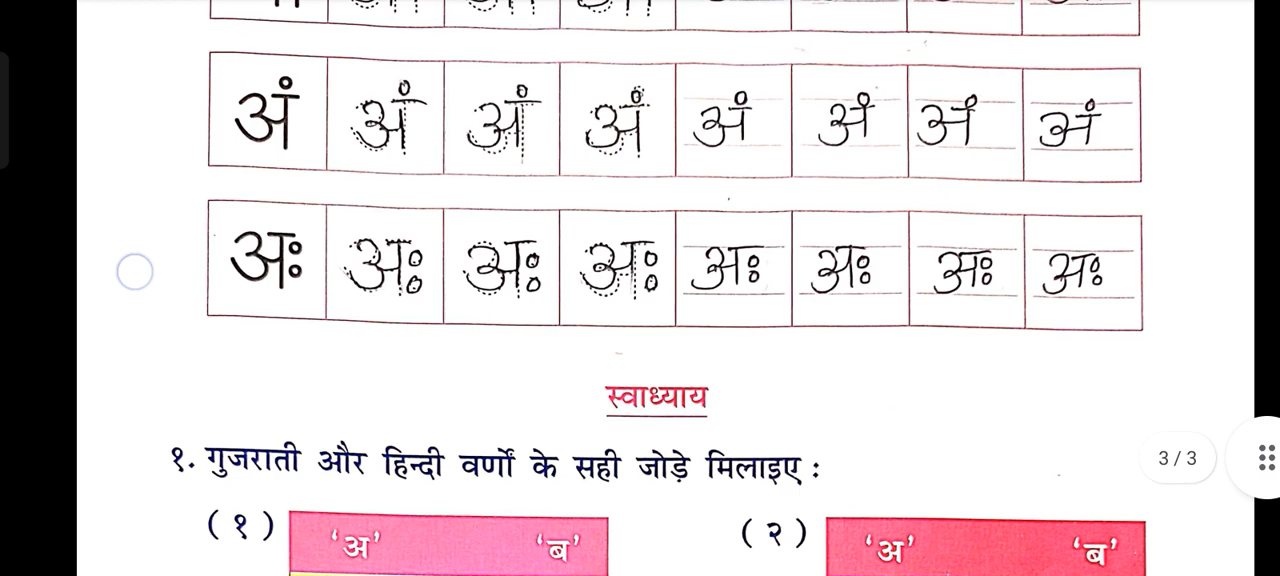 अं अं अं अं अं अं अं अं
अः अः अः अः अः अः अः अः
स्वाध्याय
१. गुजराती और हिन्दी वर्णों के सही जोड़े मिलाइए :
(१) 'अ' 'ब' (२) 'अ' 'ब'
3 / 3